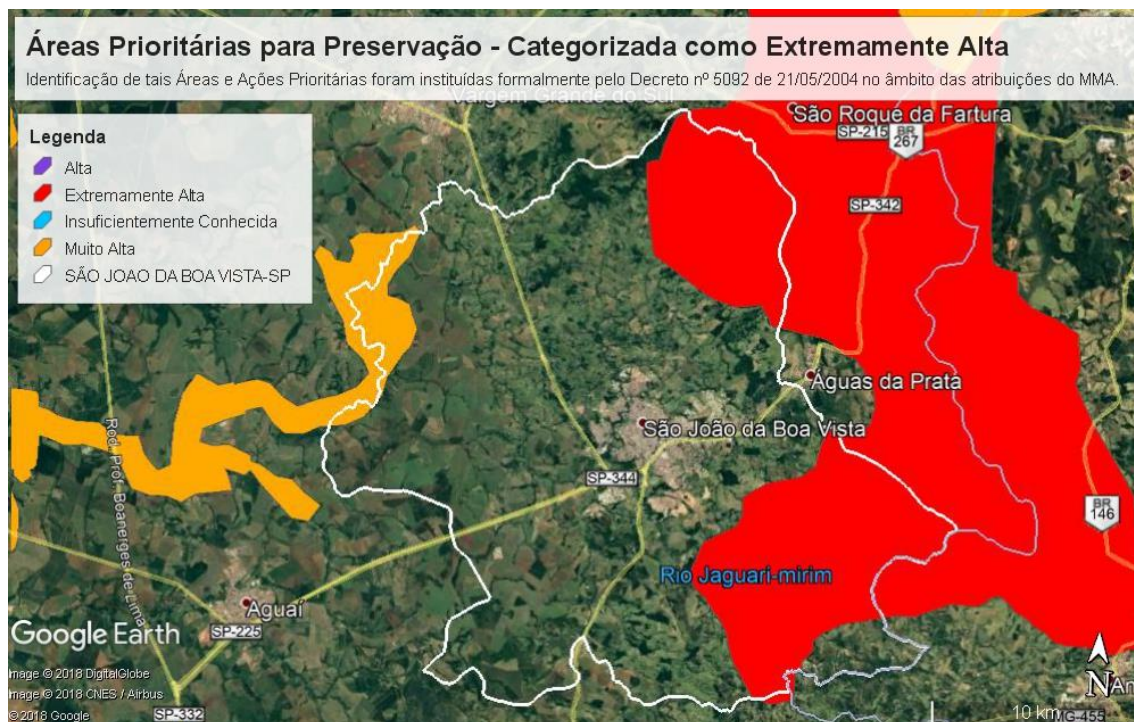 Áreas Prioritárias para Preservação - Categorizada como Extremamente Alta
Identificação de tais Áreas e Ações Prioritárias foram instituídas formalmente pelo Decreto nº 5092 de 21/05/2004 no âmbito das atribuições do MMA.
Vargem Grande do Sul
Legenda
Alta
Extremamente Alta
Insuficientemente Conhecida
Muito Alta
SÃO JOAO DA BOA VISTA-SP
São Roque da Fartura
SP-215
BR
267
SP-342
Águas da Prata
São João da Boa Vista
SP-344
Rod. Prof. Boanerges de Lima
BR
146
Rio Jaguari-mirim
Aguaí
SP-225
Google Earth
Image © 2018 DigitalGlobe
Image © 2018 CNES / Airbus
© 2018 Google
SP-332
N
An
10 km
MG-455